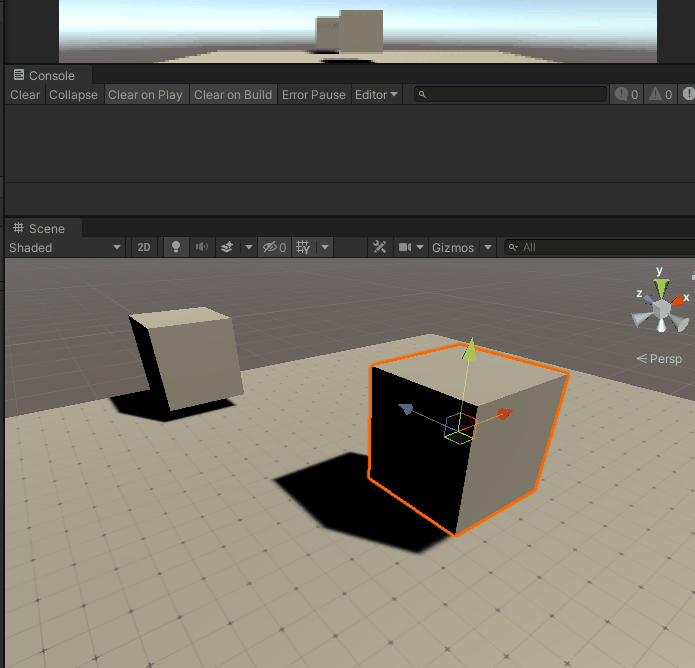 Console
Clear Collapse Clear on Play Clear on Build Error Pause Editor 0 0
Scene
Shaded 2D 0 Gizmos All
y
z x
Persp